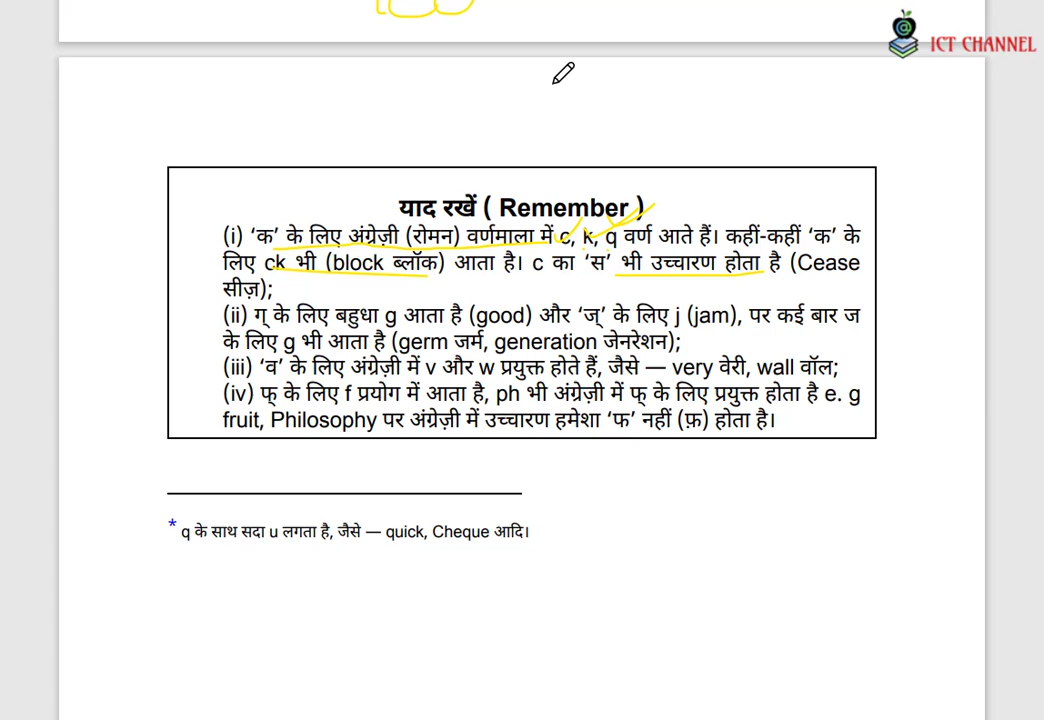 ICT CHANNEL
याद रखें ( Remember )
(i) ‘क’ के लिए अंग्रेज़ी (रोमन) वर्णमाला में c, k, q वर्ण आते हैं। कहीं-कहीं ‘क’ के
लिए ck भी (block ब्लॉक) आता है। c का ‘स’ भी उच्चारण होता है (Cease
सीज़);
(ii) ग् के लिए बहुधा g आता है (good) और ‘ज्’ के लिए j (jam), पर कई बार ज
के लिए g भी आता है (germ जर्म, generation जेनरेशन);
(iii) ‘व’ के लिए अंग्रेज़ी में v और w प्रयुक्त होते हैं, जैसे — very वेरी, wall वॉल;
(iv) फ् के लिए f प्रयोग में आता है, ph भी अंग्रेज़ी में फ् के लिए प्रयुक्त होता है e. g
fruit, Philosophy पर अंग्रेज़ी में उच्चारण हमेशा ‘फ’ नहीं (फ़) होता है।
* q के साथ सदा u लगता है, जैसे — quick, Cheque आदि।